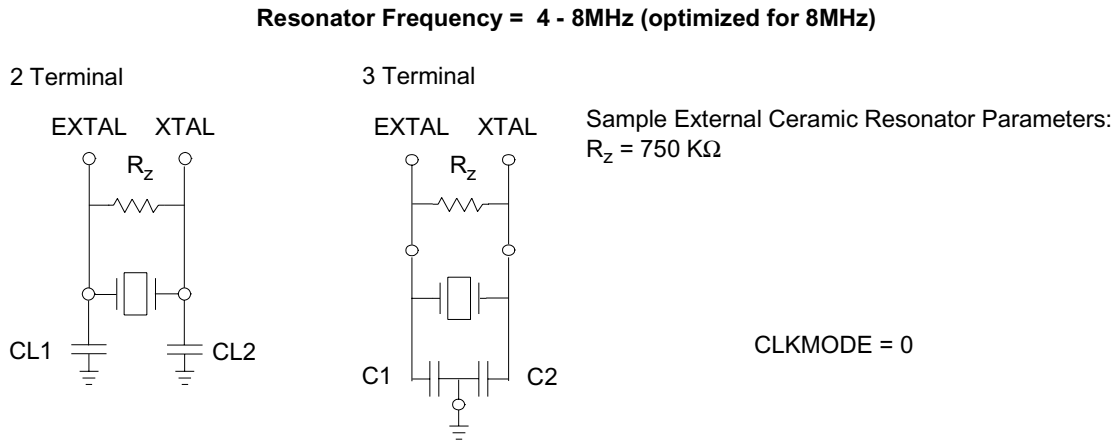 Resonator Frequency = 4 - 8MHz (optimized for 8MHz)
2 Terminal
EXTAL XTAL
Rz
CL1 CL2
3 Terminal
EXTAL XTAL
Rz
C1 C2
Sample External Ceramic Resonator Parameters:
Rz = 750 KΩ
CLKMODE = 0